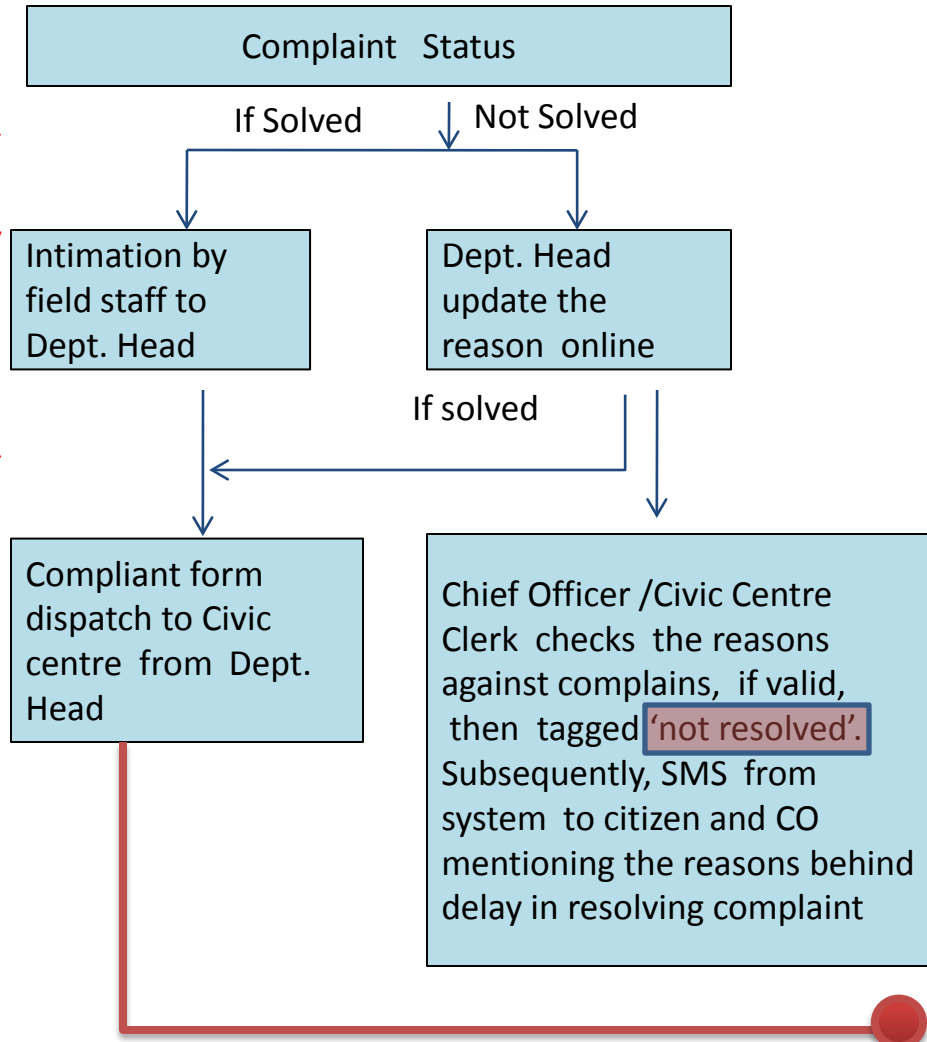 Complaint Status
If Solved
Not Solved
Intimation by
field staff to
Dept. Head
Dept. Head
update the
reason online
If solved
Compliant form
dispatch to Civic
centre from Dept.
Head
Chief Officer /Civic Centre
Clerk checks the reasons
against complains, if valid,
then tagged ‘not resolved’.
Subsequently, SMS from
system to citizen and CO
mentioning the reasons behind
delay in resolving complaint